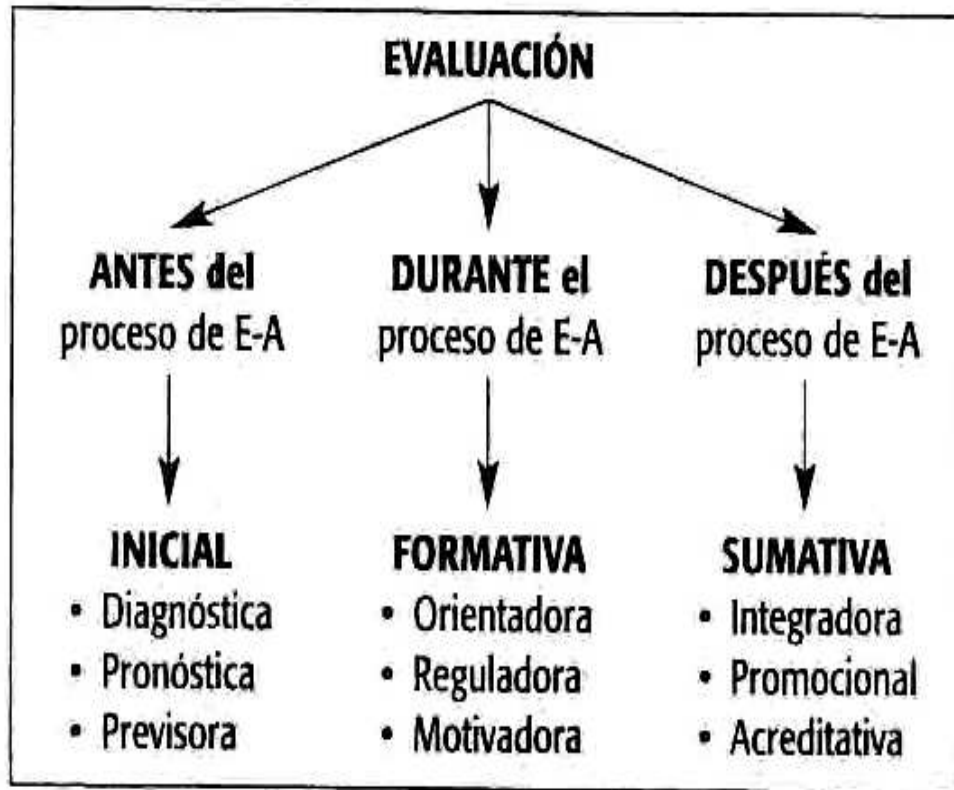 EVALUACIÓN
ANTES del
proceso de E-A
DURANTE el
proceso de E-A
DESPUÉS del
proceso de E-A
INICIAL
• Diagnóstica
• Pronóstica
• Previsora
FORMATIVA
• Orientadora
• Reguladora
• Motivadora
SUMATIVA
• Integradora
• Promocional
• Acreditativa